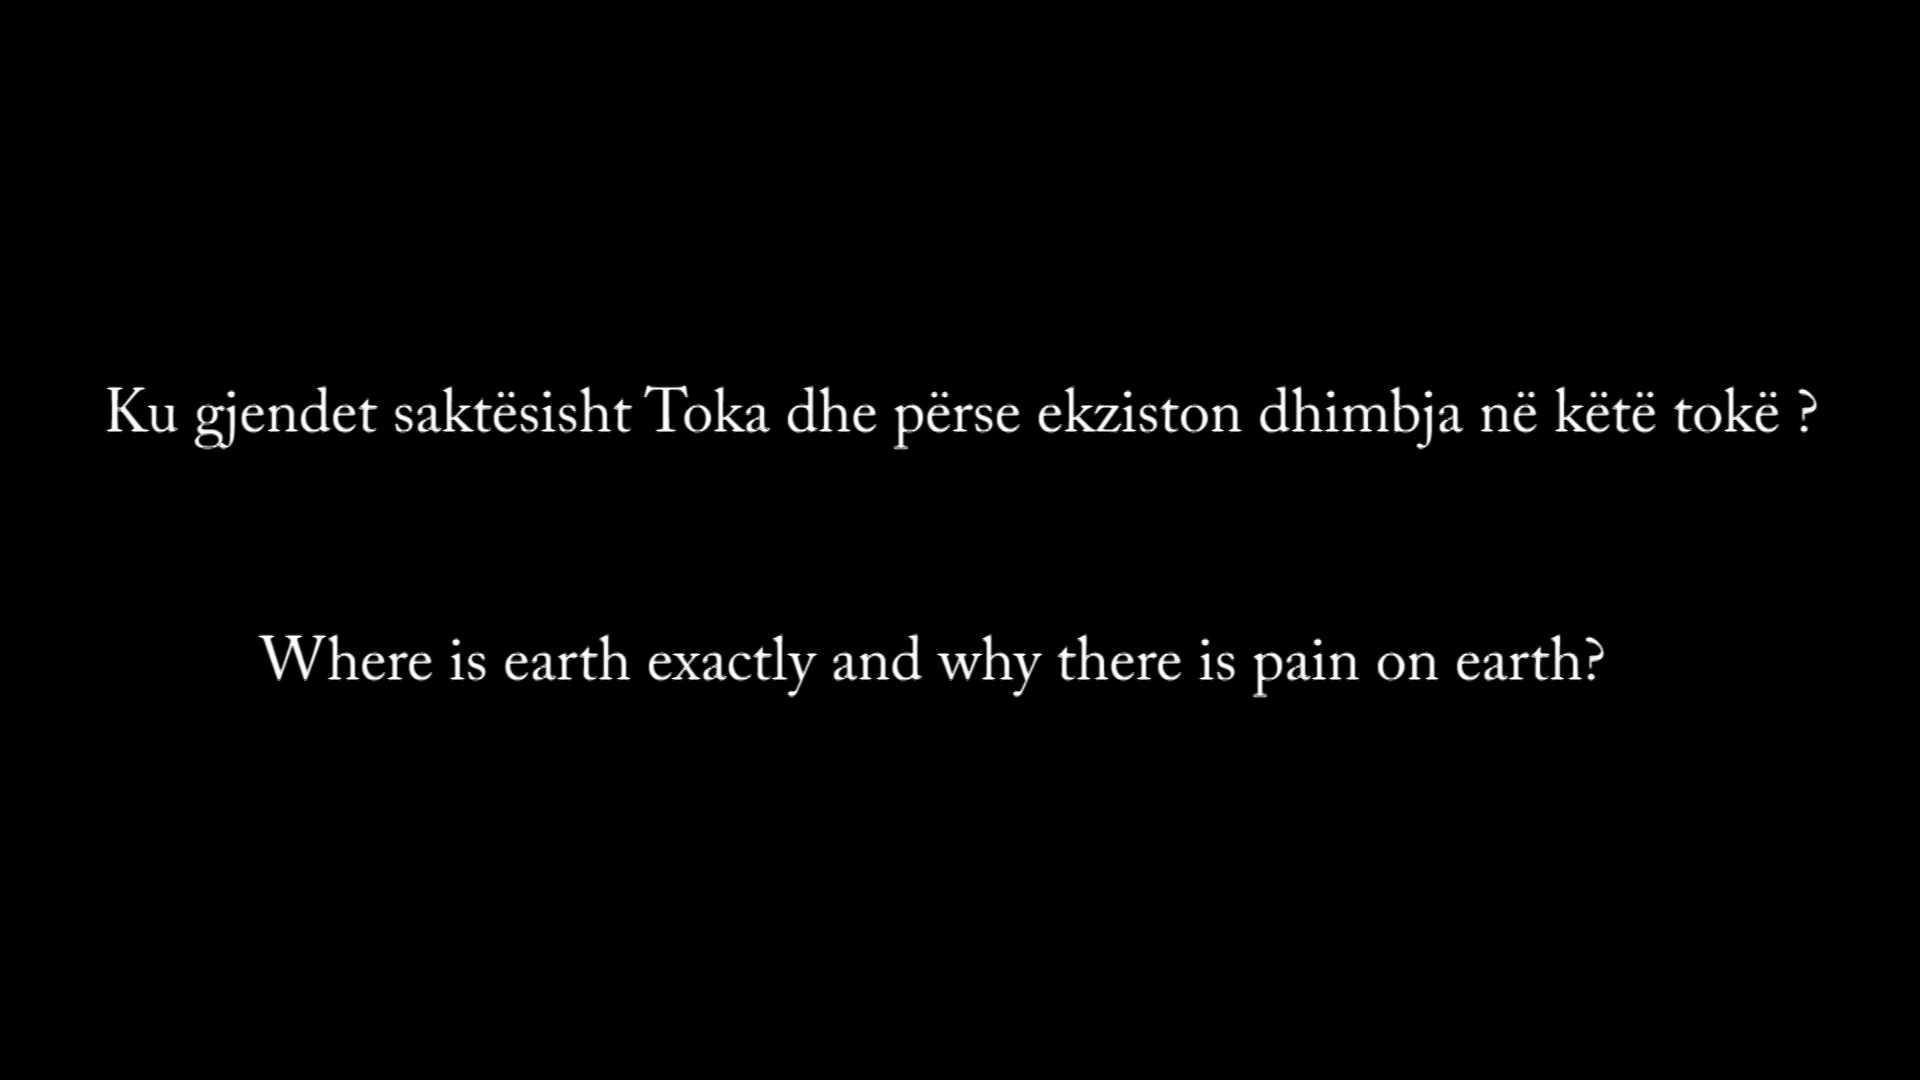 Ku gjendet saktësisht Toka dhe përse ekziston dhimbja në këtë tokë ?
Where is earth exactly and why there is pain on earth?